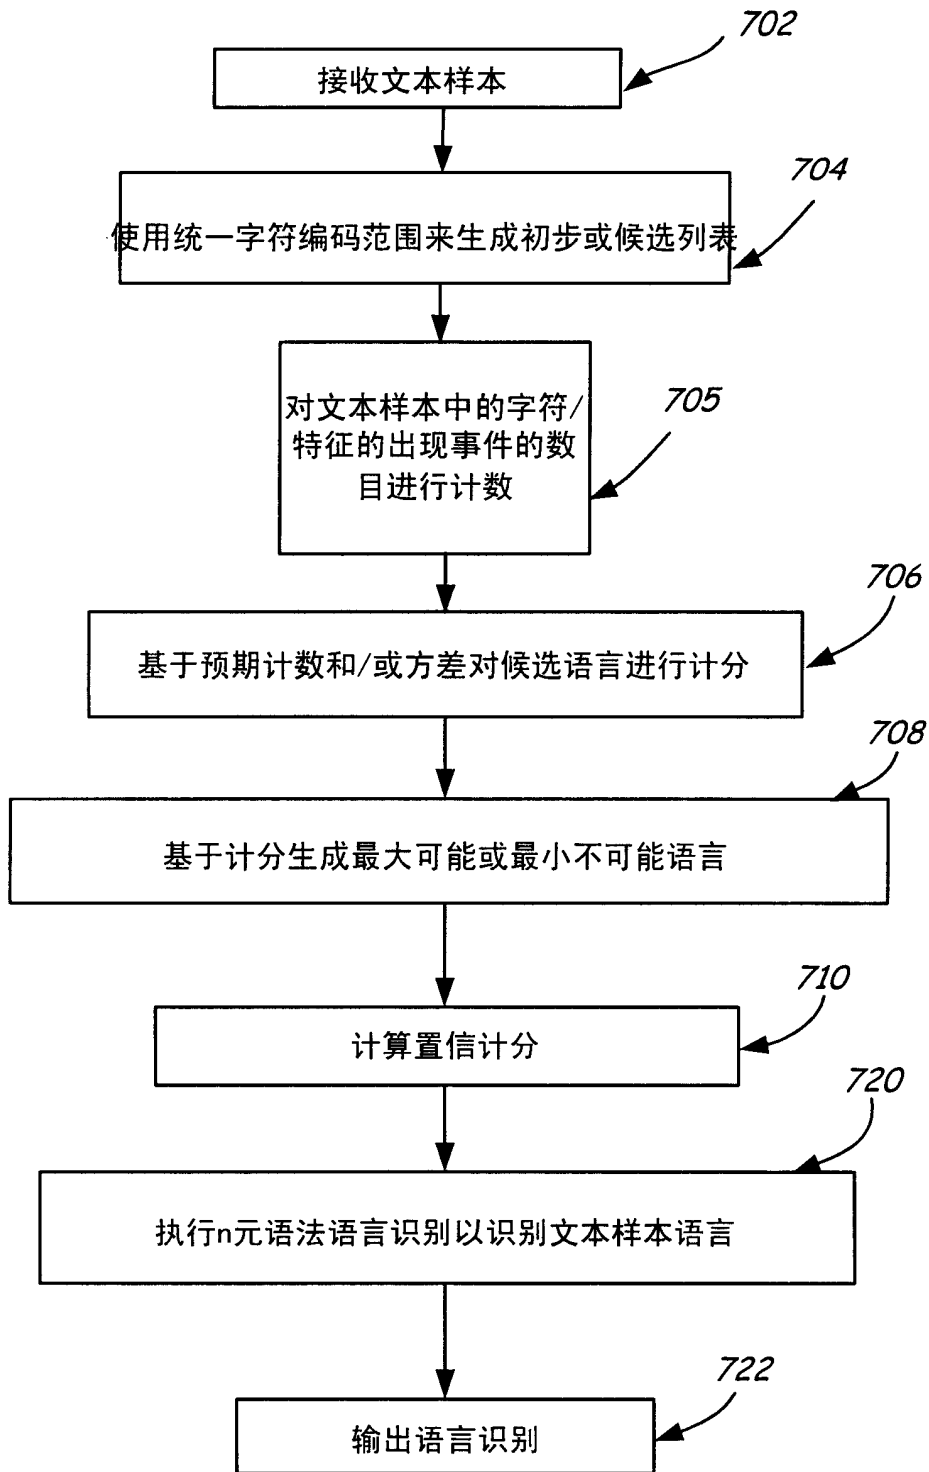 702
接收文本样本
704
使用统一字符编码范围来生成初步或候选列表
705
对文本样本中的字符/
特征的出现事件的数
目进行计数
706
基于预期计数和/或方差对候选语言进行计分
708
基于计分生成最大可能或最小不可能语言
710
计算置信计分
720
执行n元语法语言识别以识别文本样本语言
722
输出语言识别